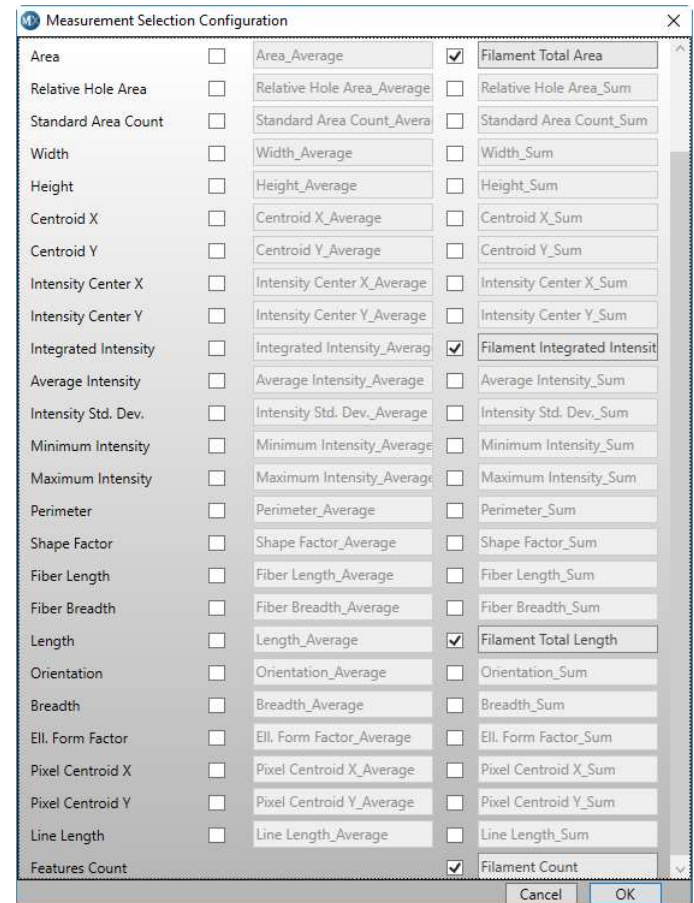 MX Measurement Selection Configuration
Area Area_Average Filament Total Area
Relative Hole Area Relative Hole Area_Average Relative Hole Area_Sum
Standard Area Count Standard Area Count_Avera Standard Area Count_Sum
Width Width_Average Width_Sum
Height Height_Average Height_Sum
Centroid X Centroid X_Average Centroid X_Sum
Centroid Y Centroid Y_Average Centroid Y_Sum
Intensity Center X Intensity Center X_Average Intensity Center X_Sum
Intensity Center Y Intensity Center Y_Average Intensity Center Y_Sum
Integrated Intensity Integrated Intensity_Averag Filament Integrated Intensit
Average Intensity Average Intensity_Average Average Intensity_Sum
Intensity Std. Dev. Intensity Std. Dev._Average Intensity Std. Dev._Sum
Minimum Intensity Minimum Intensity_Average Minimum Intensity_Sum
Maximum Intensity Maximum Intensity_Average Maximum Intensity_Sum
Perimeter Perimeter_Average Perimeter_Sum
Shape Factor Shape Factor_Average Shape Factor_Sum
Fiber Length Fiber Length_Average Fiber Length_Sum
Fiber Breadth Fiber Breadth_Average Fiber Breadth_Sum
Length Length_Average Filament Total Length
Orientation Orientation_Average Orientation_Sum
Breadth Breadth_Average Breadth_Sum
Ell. Form Factor Ell. Form Factor_Average Ell. Form Factor_Sum
Pixel Centroid X Pixel Centroid X_Average Pixel Centroid X_Sum
Pixel Centroid Y Pixel Centroid Y_Average Pixel Centroid Y_Sum
Line Length Line Length_Average Line Length_Sum
Features Count Filament Count
Cancel OK